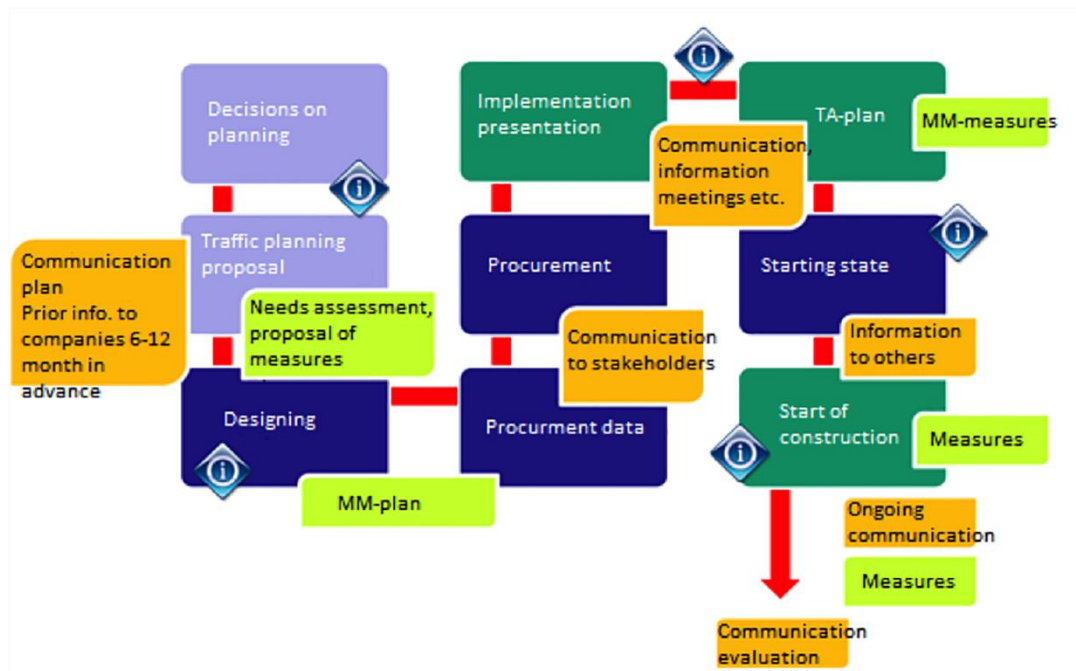 Decisions on
planning
Traffic planning
proposal
Communication
plan
Prior info. to
companies 6-12
month in
advance
Needs assessment,
proposal of
measures
Designing
MM-plan
Implementation
presentation
Procurement
Communication
to stakeholders
Procurment data
Communication,
information
meetings etc.
TA-plan
MM-measures
Starting state
Information
to others
Start of
construction
Measures
Ongoing
communication
Measures
Communication
evaluation